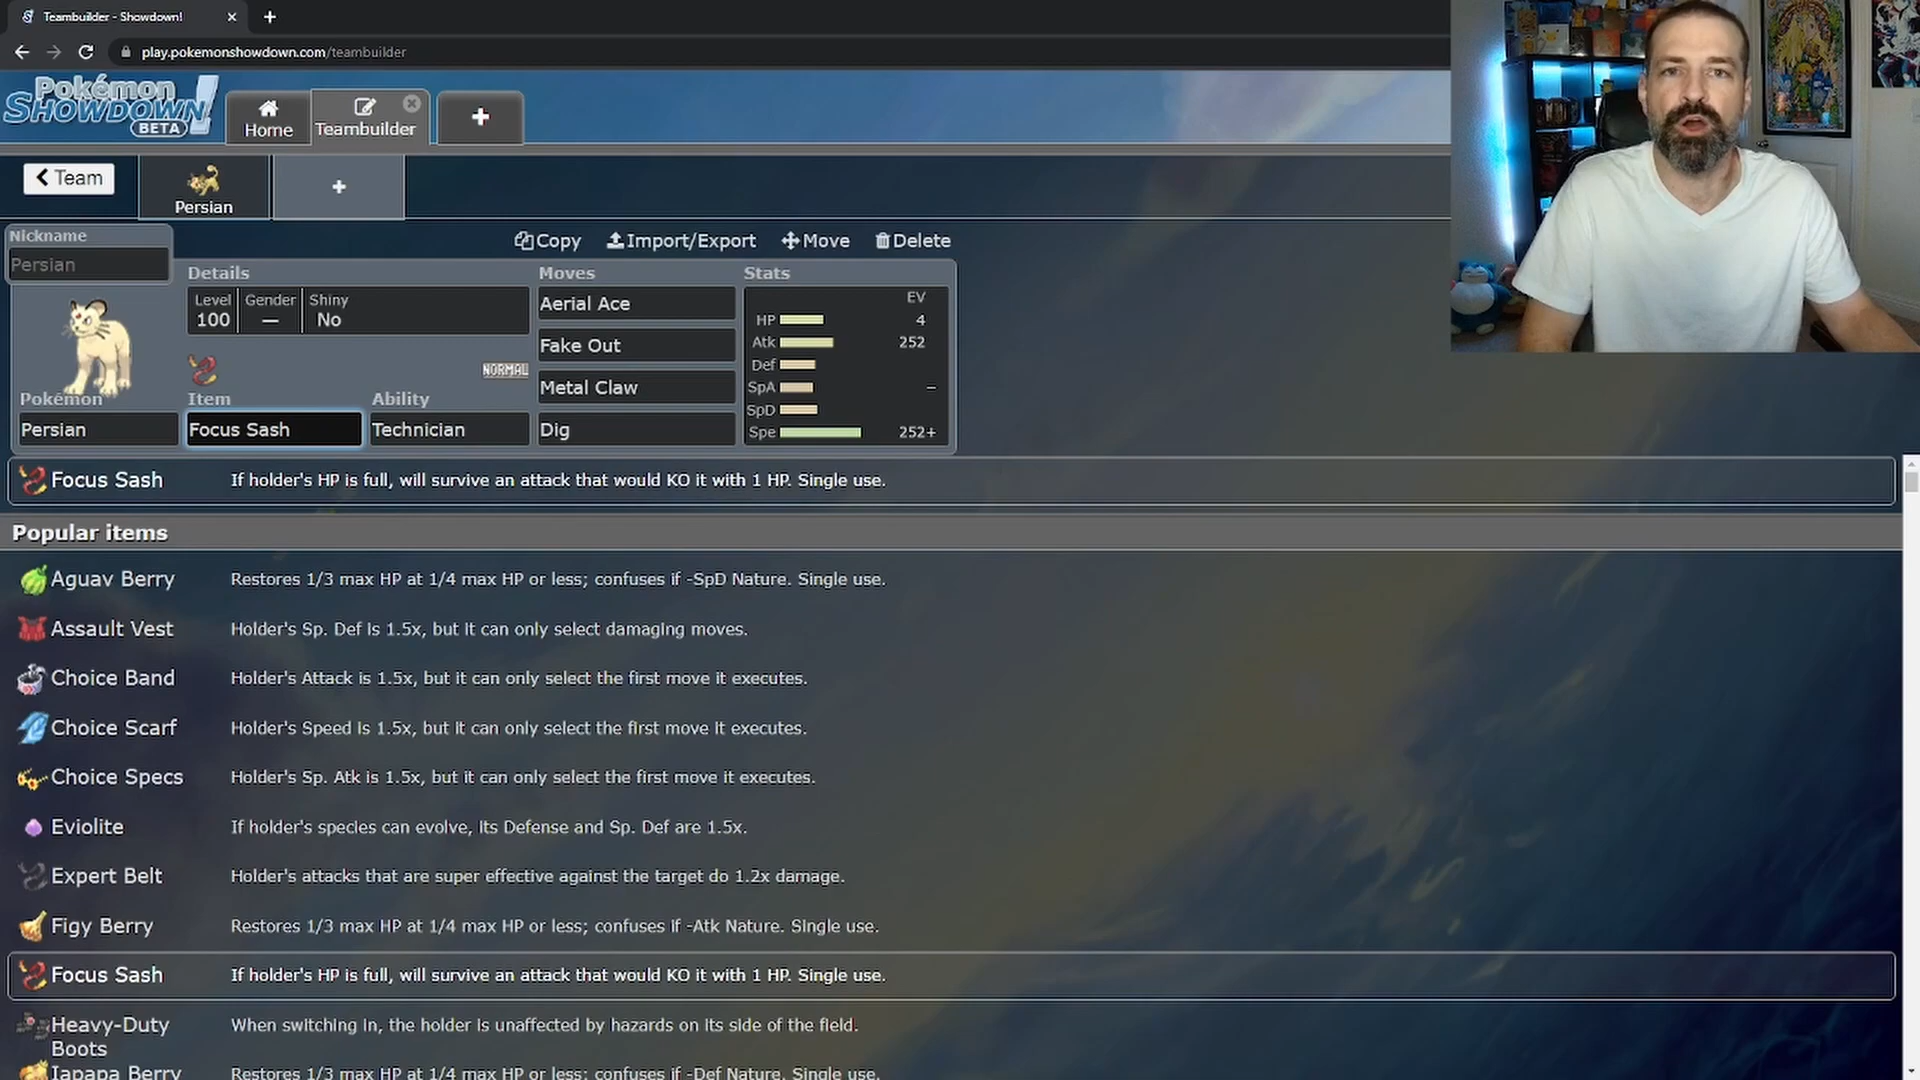 Teambuilder - Showdown!
play.pokemonshowdown.com/teambuilder
Pokémon
SHOWDOWN!
BETA
Home
Teambuilder
Team
Persian
Nickname
Persian
Copy
Import/Export
Move
Delete
Details
Moves
Stats
Level
100
Gender
—
Shiny
No
NORMAL
Pokémon
Persian
Item
Focus Sash
Ability
Technician
Aerial Ace
Fake Out
Metal Claw
Dig
EV
HP 4
Atk 252
Def
SpA –
SpD
Spe 252+
Focus Sash If holder's HP is full, will survive an attack that would KO it with 1 HP. Single use.
Popular items
Aguav Berry Restores 1/3 max HP at 1/4 max HP or less; confuses if -SpD Nature. Single use.
Assault Vest Holder's Sp. Def is 1.5x, but it can only select damaging moves.
Choice Band Holder's Attack is 1.5x, but it can only select the first move it executes.
Choice Scarf Holder's Speed is 1.5x, but it can only select the first move it executes.
Choice Specs Holder's Sp. Atk is 1.5x, but it can only select the first move it executes.
Eviolite If holder's species can evolve, its Defense and Sp. Def are 1.5x.
Expert Belt Holder's attacks that are super effective against the target do 1.2x damage.
Figy Berry Restores 1/3 max HP at 1/4 max HP or less; confuses if -Atk Nature. Single use.
Focus Sash If holder's HP is full, will survive an attack that would KO it with 1 HP. Single use.
Heavy-Duty Boots When switching in, the holder is unaffected by hazards on its side of the field.
Iapapa Berry Restores 1/3 max HP at 1/4 max HP or less; confuses if -Def Nature. Single use.